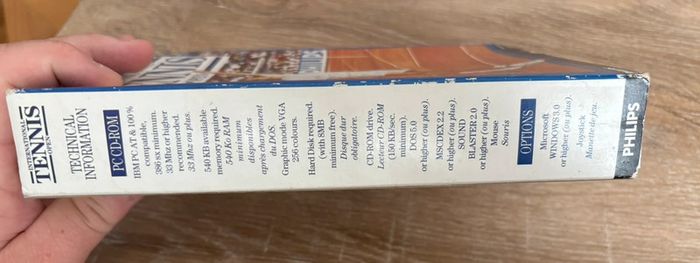 INTERNATIONAL
TENNIS
OPEN
TECHNICAL
INFORMATION
PC CD-ROM
IBM PC AT & 100%
compatible,
386 sx minimum.
33 Mhz or higher
recommended.
33 Mhz ou plus.
540 KB available
memory required.
540 Ko RAM
minimum
disponibles
après chargement
du DOS.
Graphic mode VGA
256 colours.
Hard Disk required.
(with 8MB
minimum free)
Disque dur
obligatoire.
CD-ROM drive.
Lecteur CD-ROM
(150 KB/sec.
minimum).
DOS 5.0
or higher (ou plus).
MSCDEX 2.2
or higher (ou plus).
SOUND
BLASTER 2.0
or higher (ou plus).
Mouse
Souris
OPTIONS
Microsoft
WINDOWS 3.0
or higher (ou plus).
Joystick
Manette de jeu.
PHILIPS